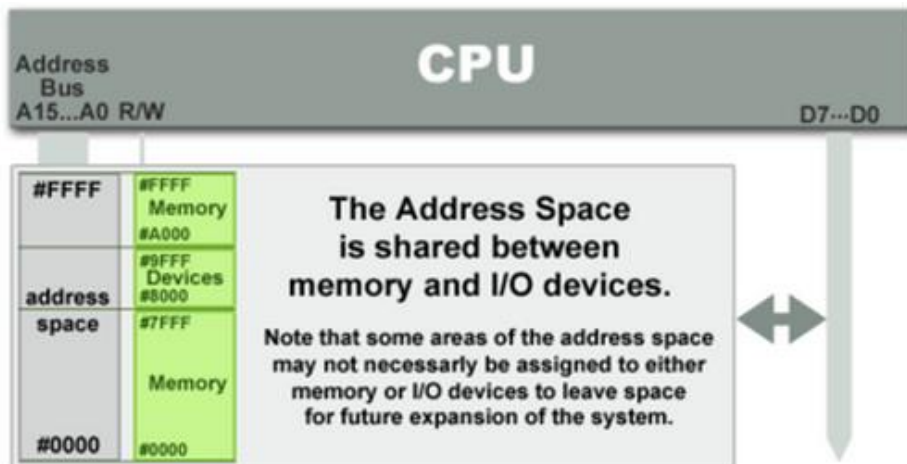 CPU
Address
Bus
A15...A0 R/W
D7...D0
#FFFF
address
space
#0000
#FFFF
Memory
#A000
#9FFF
Devices
#8000
#7FFF
Memory
#0000
The Address Space
is shared between
memory and I/O devices.
Note that some areas of the address space
may not necessarly be assigned to either
memory or I/O devices to leave space
for future expansion of the system.